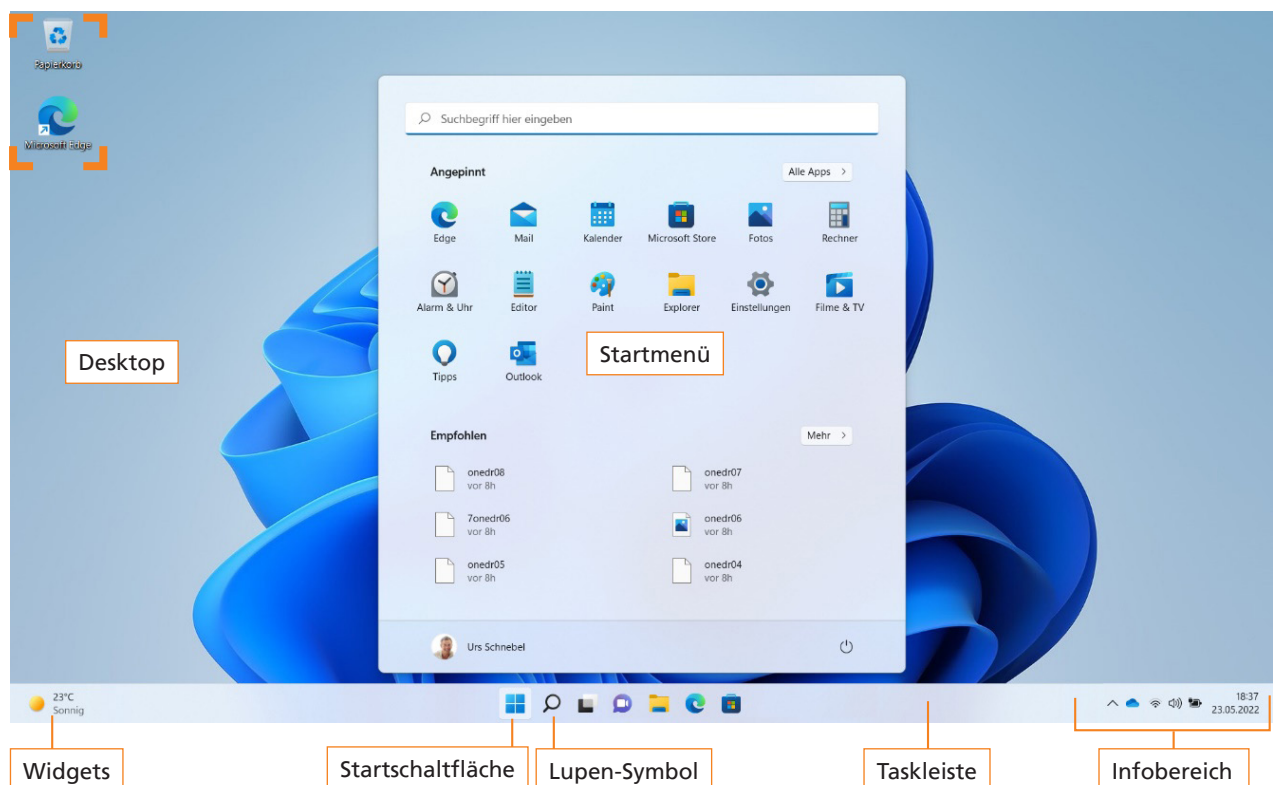 Papierkorb
Microsoft Edge
Suchbegriff hier eingeben
Angepinnt
Alle Apps >
Edge
Mail
Kalender
Microsoft Store
Fotos
Rechner
Alarm & Uhr
Editor
Paint
Explorer
Einstellungen
Filme & TV
Desktop
Startmenü
Tipps
Outlook
Empfohlen
Mehr >
onedr08
vor 8h
onedr07
vor 8h
7onedr06
vor 8h
onedr06
vor 8h
onedr05
vor 8h
onedr04
vor 8h
Urs Schnebel
23°C
Sonnig
18:37
23.05.2022
Widgets
Startschaltfläche
Lupen-Symbol
Taskleiste
Infobereich